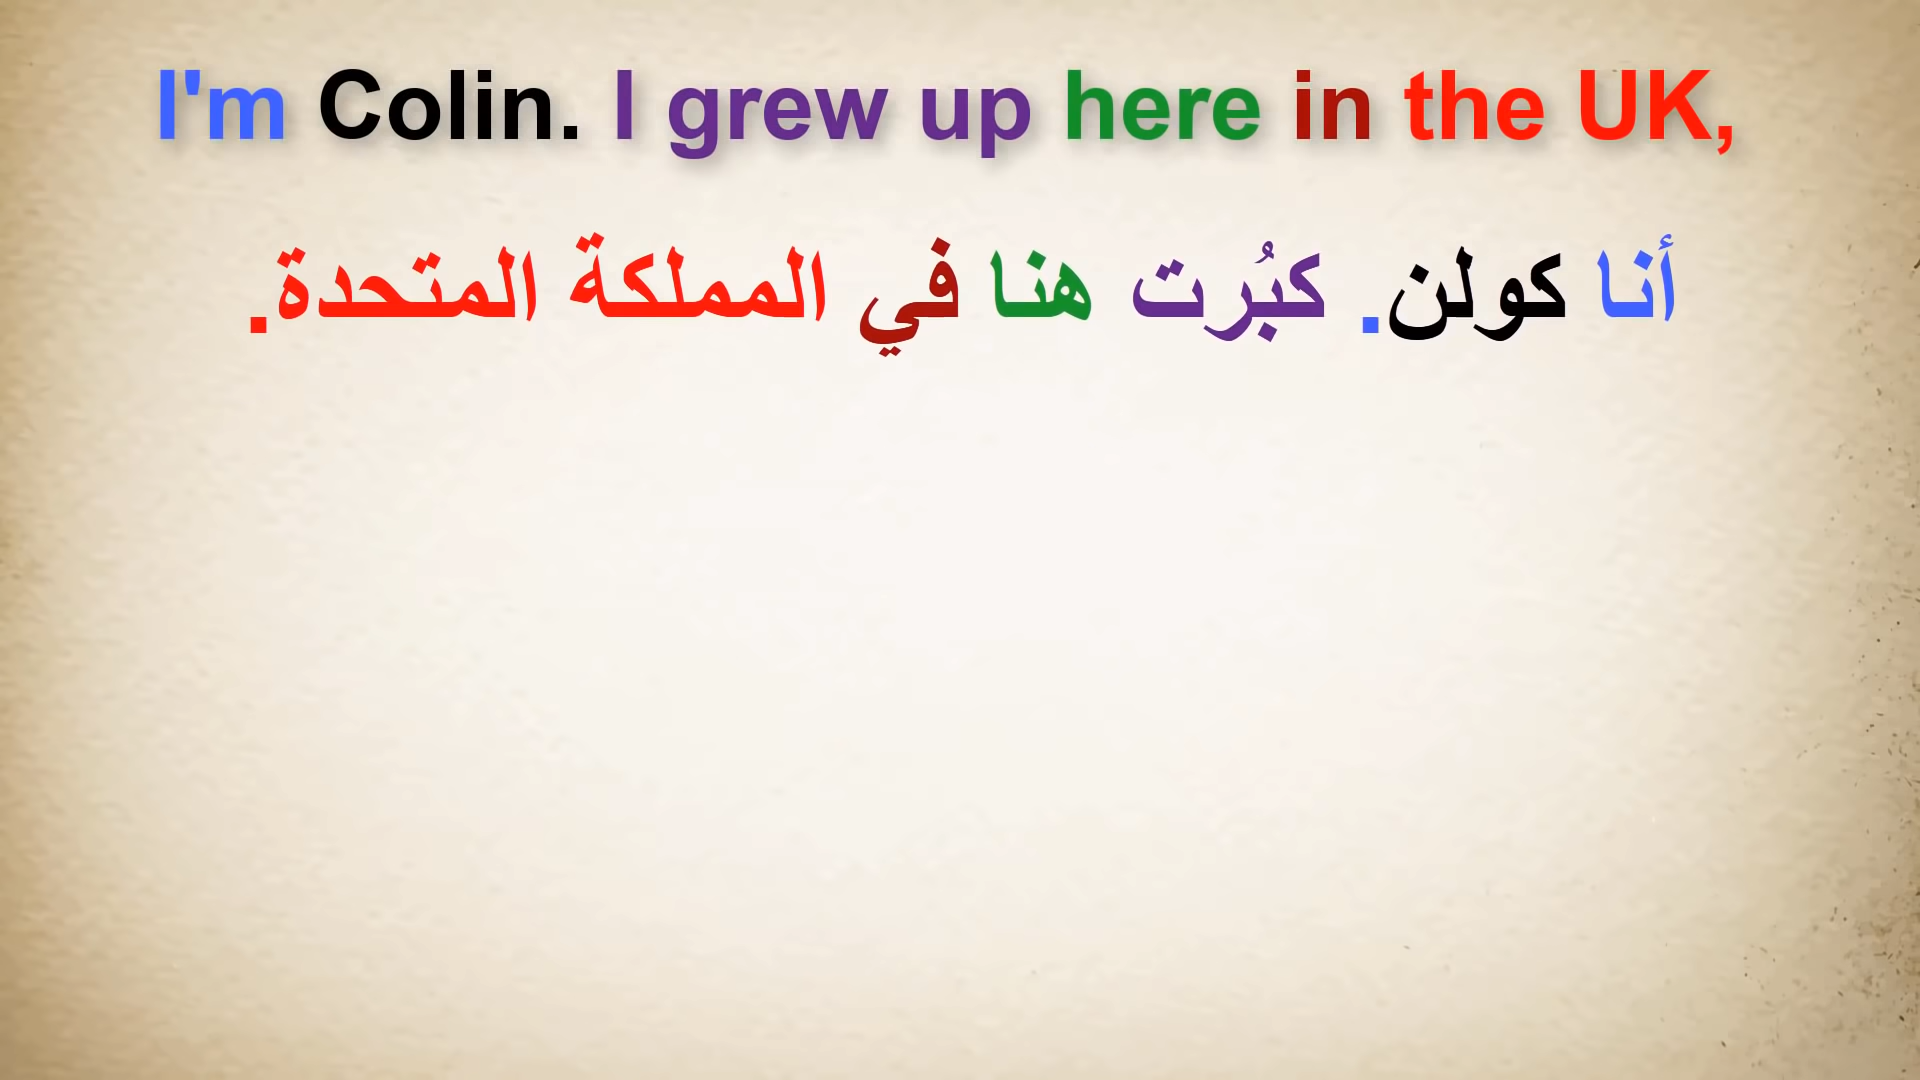 I'm Colin. I grew up here in the UK,
أنا كولن. كبُرت هنا في المملكة المتحدة.